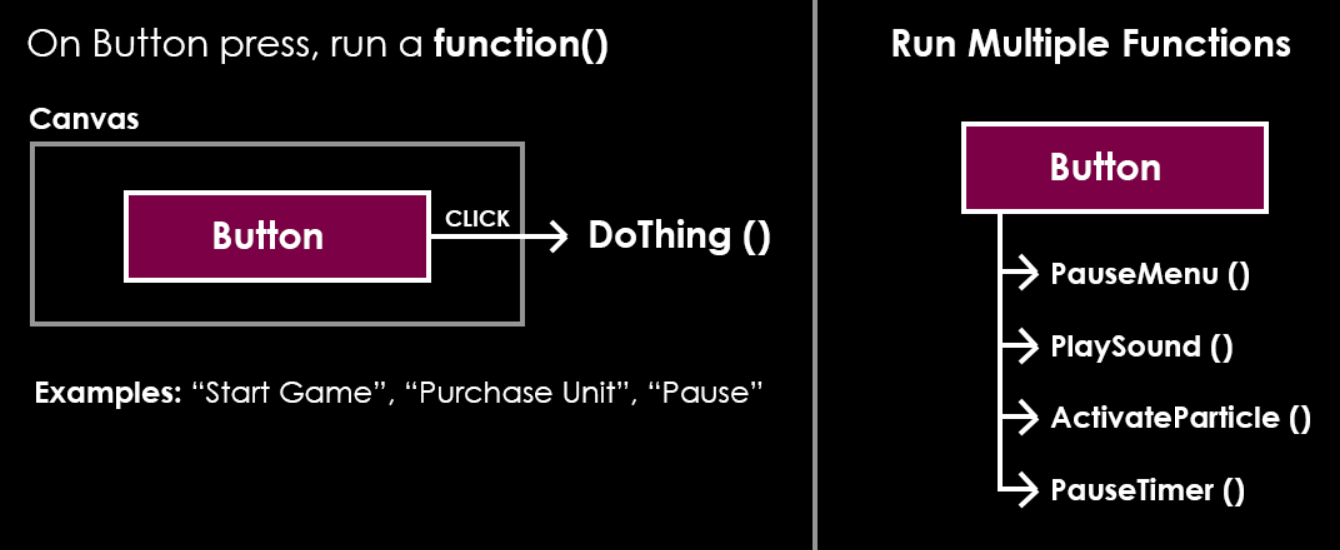 On Button press, run a function()
Canvas
Button
CLICK
DoThing ()
Examples: “Start Game”, “Purchase Unit”, “Pause”
Run Multiple Functions
Button
PauseMenu ()
PlaySound ()
ActivateParticle ()
PauseTimer ()